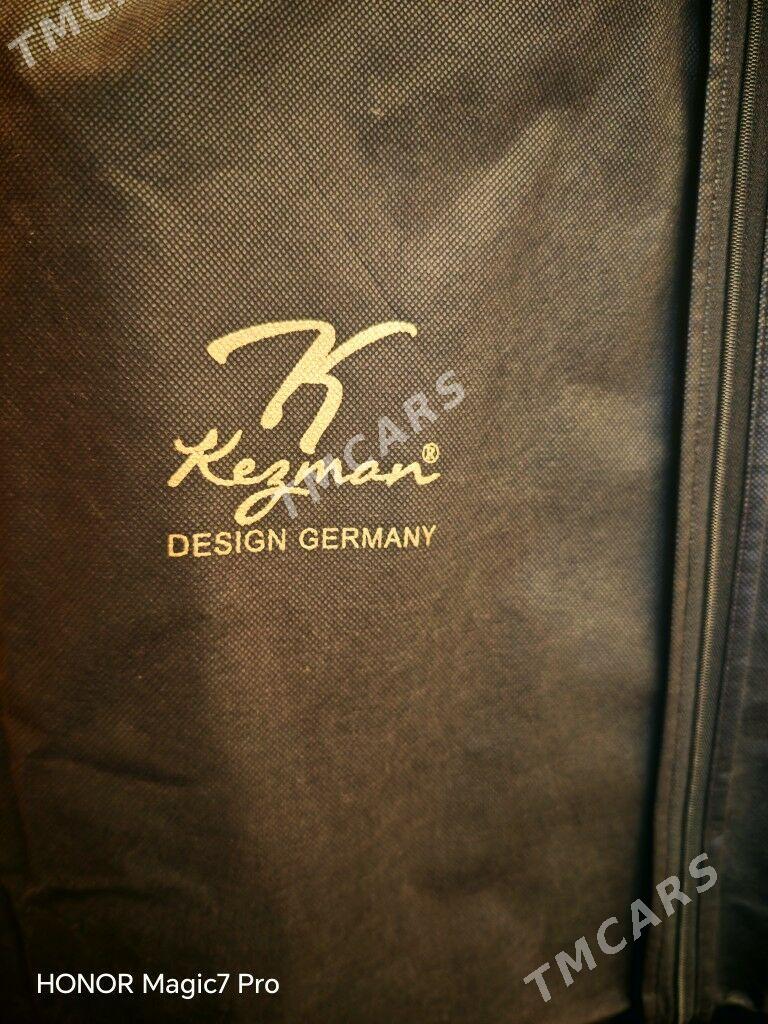 TMCARS
K
Kezman®
TMCARS
DESIGN GERMANY
TMCARS
HONOR Magic7 Pro